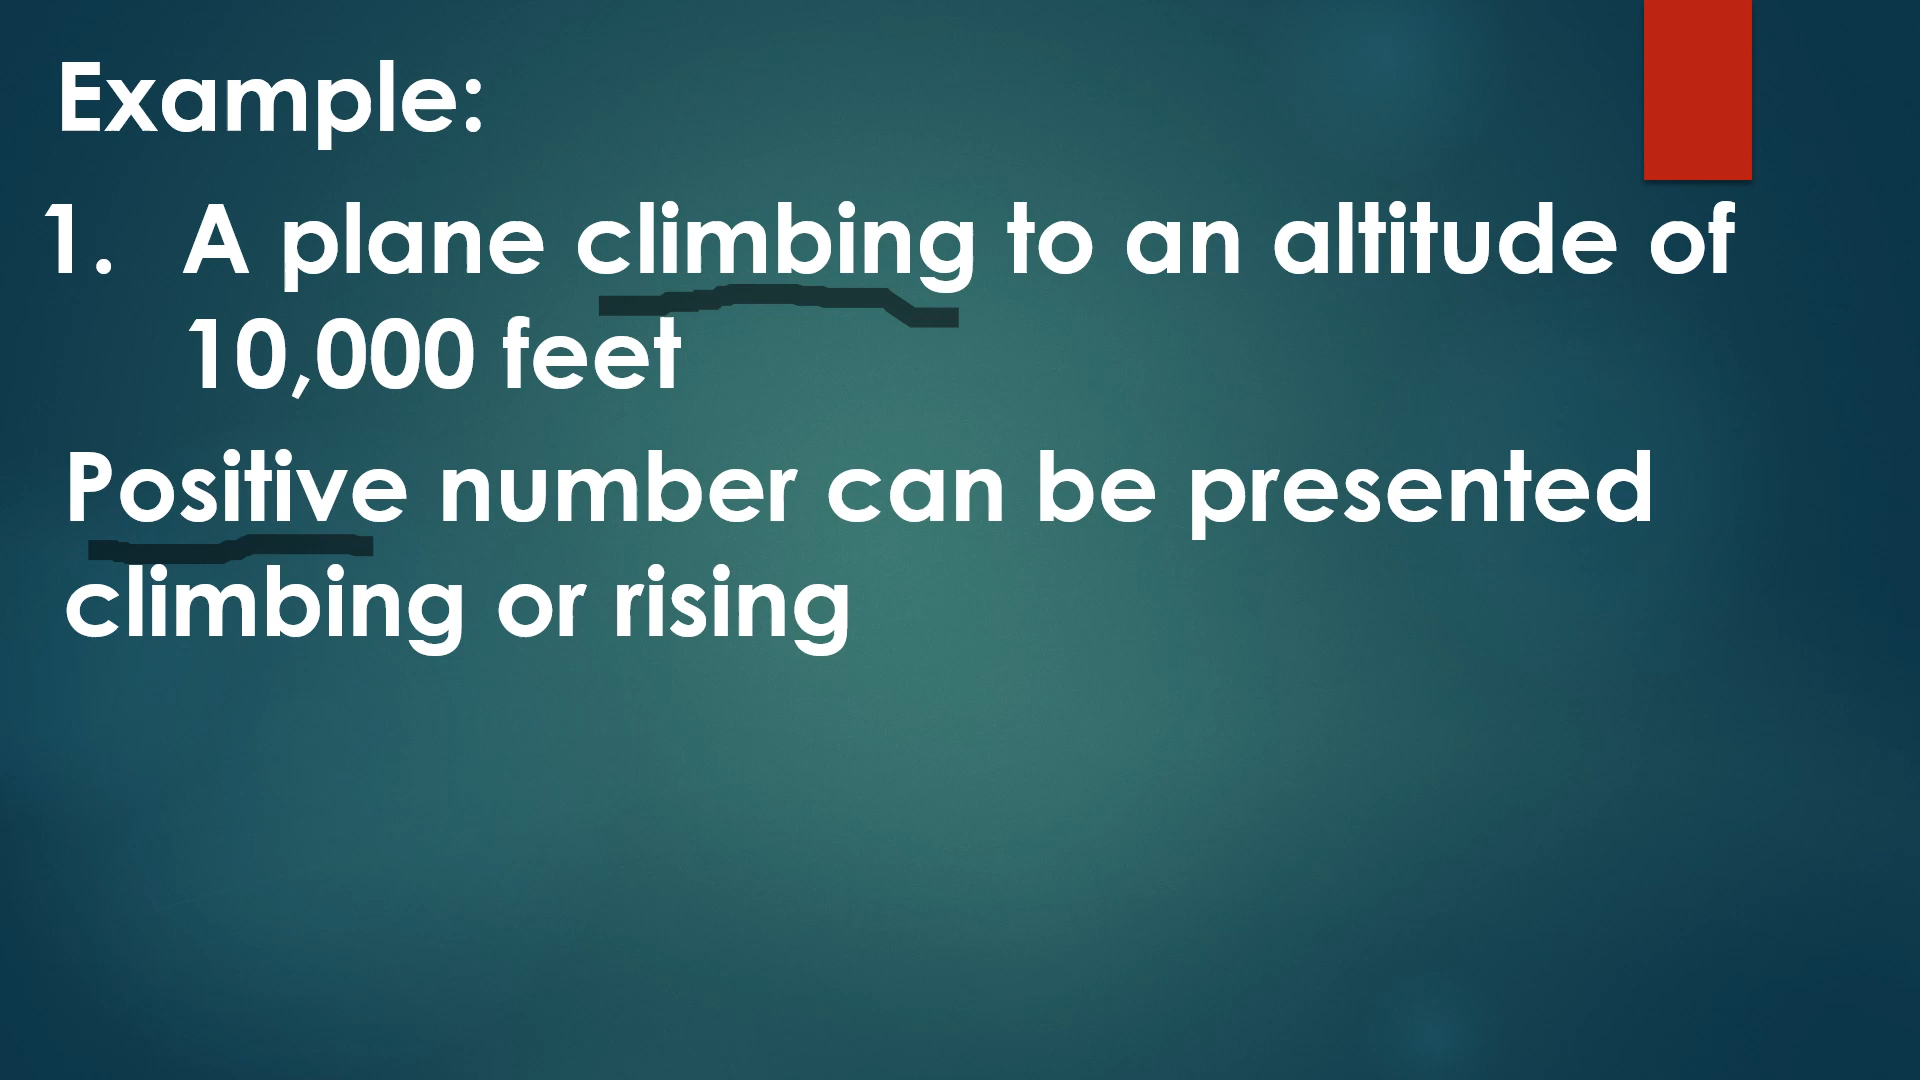 Example:
1. A plane climbing to an altitude of
10,000 feet
Positive number can be presented
climbing or rising